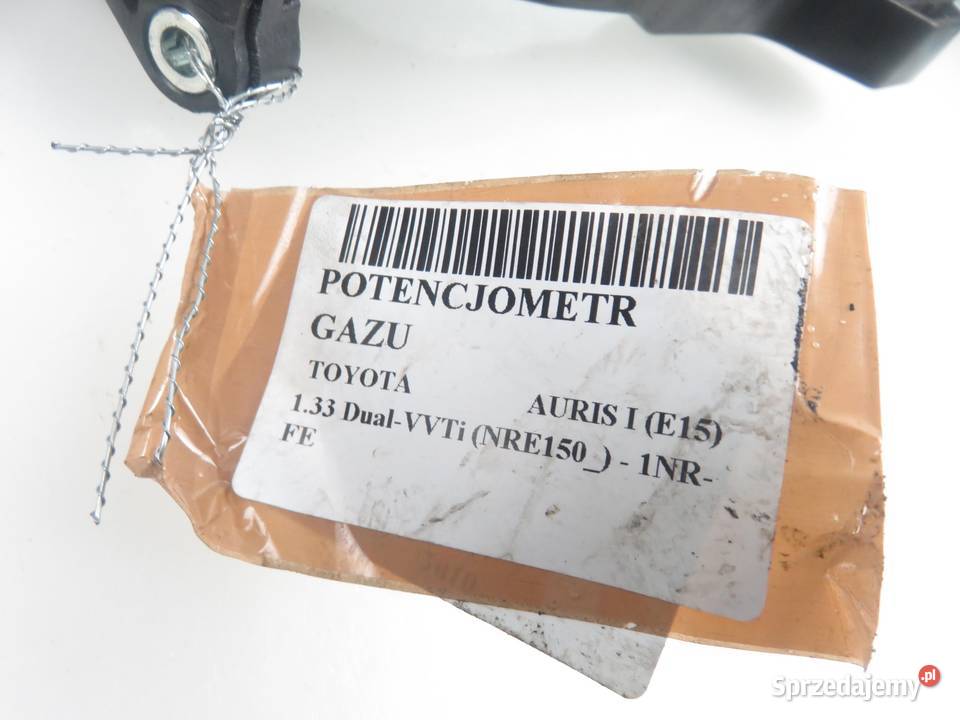 POTENCJOMETR
GAZU
TOYOTA AURIS I (E15)
1.33 Dual-VVTi (NRE150_) - 1NR-
FE
Sprzedajemy.pl